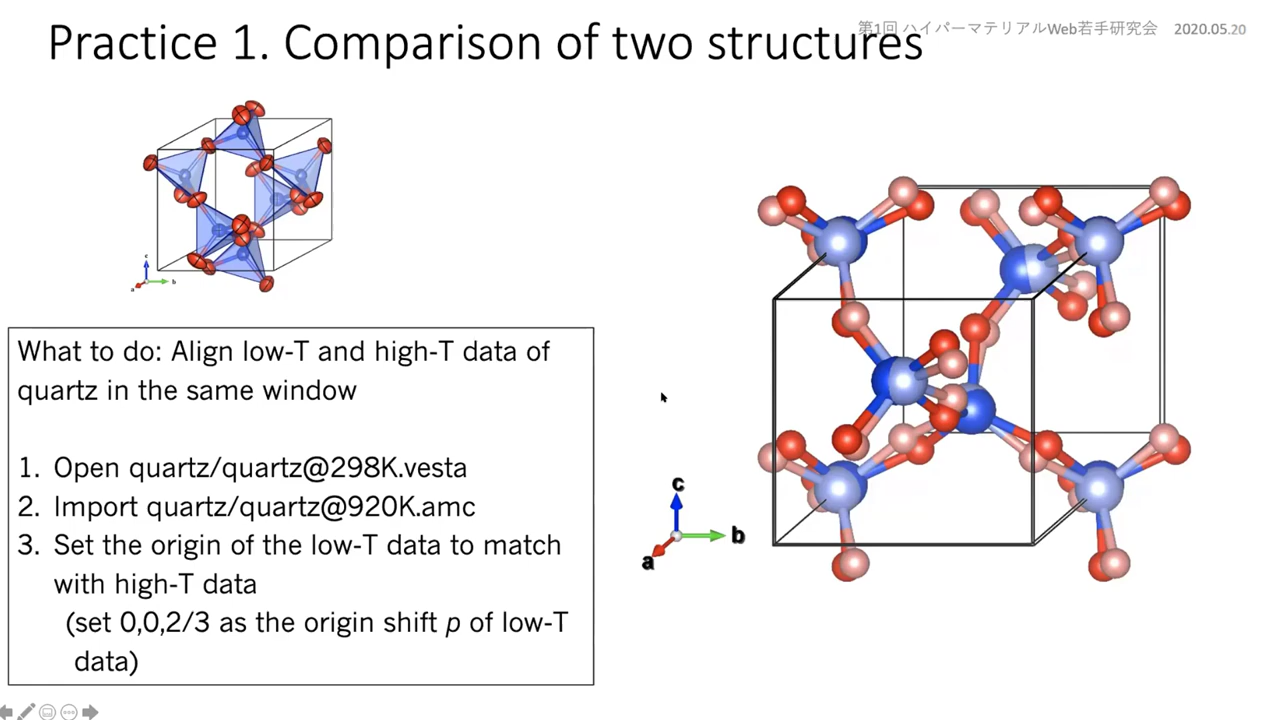 第1回 ハイパーマテリアルWeb若手研究会 2020.05.20
Practice 1. Comparison of two structures
c
a
b
What to do: Align low-T and high-T data of
quartz in the same window
1. Open quartz/quartz@298K.vesta
2. Import quartz/quartz@920K.amc
3. Set the origin of the low-T data to match
with high-T data
(set 0,0,2/3 as the origin shift p of low-T
data)
c
b
a